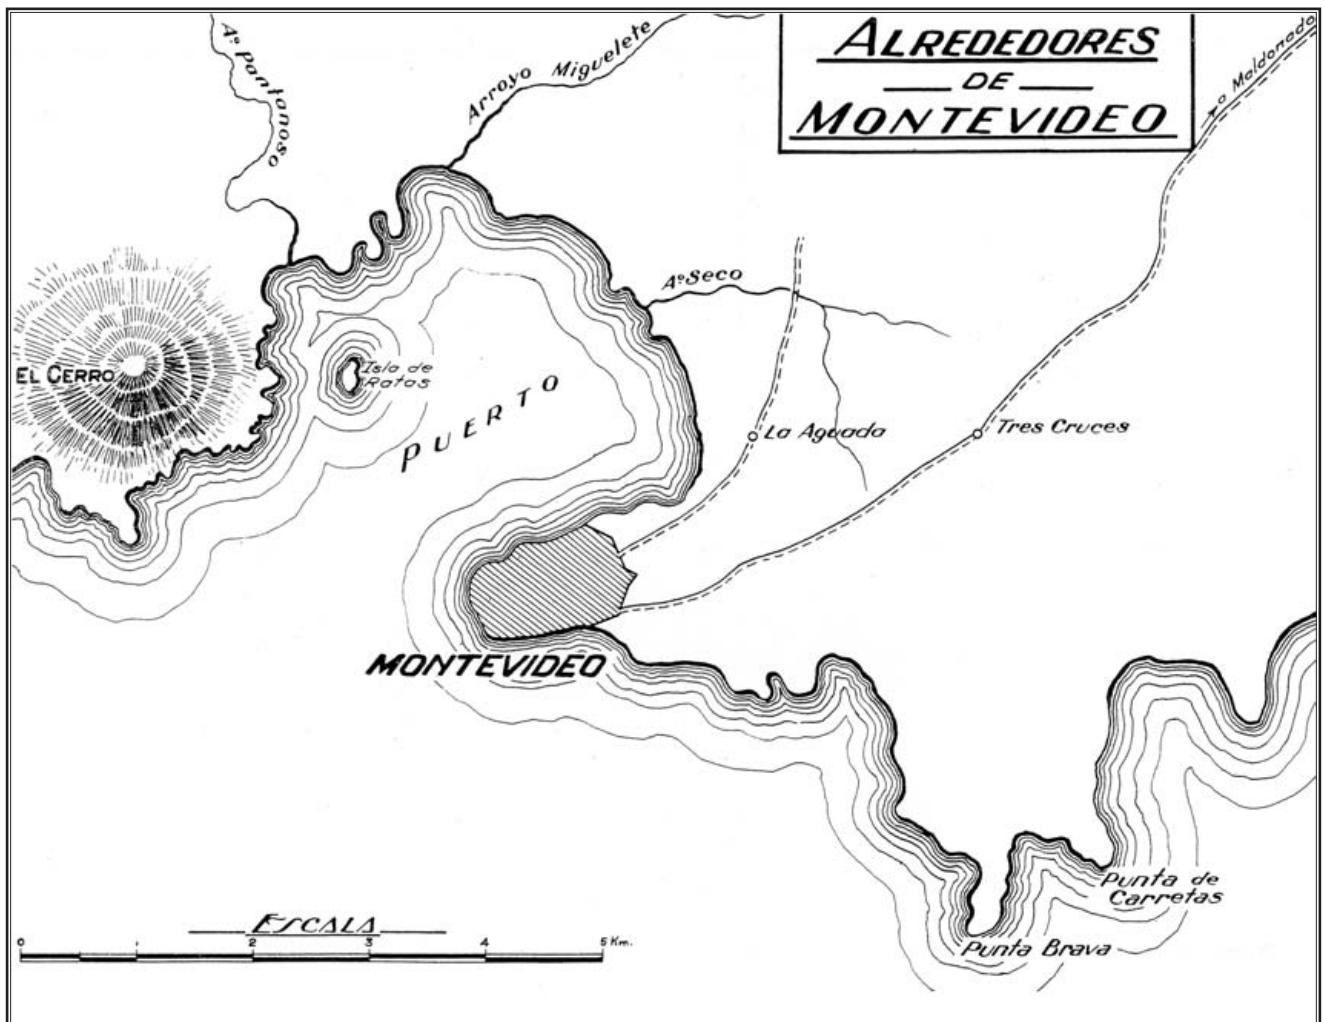 ALREDEDORES
DE
MONTEVIDEO
a Maldonado
Aº Pantanoso
Arroyo Miguelete
Aº Seco
EL CERRO
Isla de
Ratas
PUERTO
La Aguada
Tres Cruces
MONTEVIDEO
Punta de
Carretas
Punta Brava
ESCALA
0 1 2 3 4 5 Km.